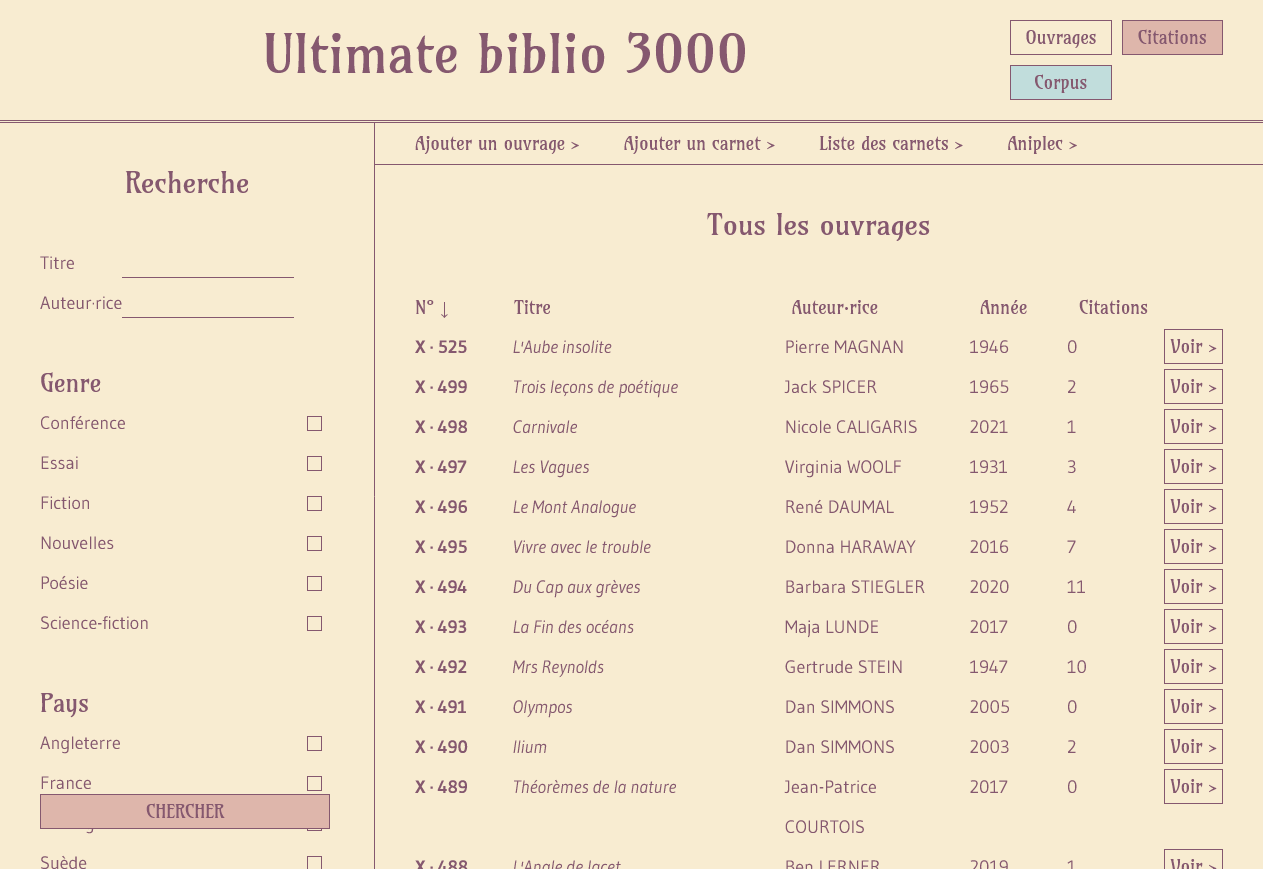 Ultimate biblio 3000
Ouvrages
Citations
Corpus
Recherche
Titre
Auteur·rice
Genre
Conférence
Essai
Fiction
Nouvelles
Poésie
Science-fiction
Pays
Angleterre
France
CHERCHER
Suède
Ajouter un ouvrage >
Ajouter un carnet >
Liste des carnets >
Aniplec >
Tous les ouvrages
N° ↓ Titre Auteur·rice Année Citations
X · 525 L'Aube insolite Pierre MAGNAN 1946 0 Voir >
X · 499 Trois leçons de poétique Jack SPICER 1965 2 Voir >
X · 498 Carnivale Nicole CALIGARIS 2021 1 Voir >
X · 497 Les Vagues Virginia WOOLF 1931 3 Voir >
X · 496 Le Mont Analogue René DAUMAL 1952 4 Voir >
X · 495 Vivre avec le trouble Donna HARAWAY 2016 7 Voir >
X · 494 Du Cap aux grèves Barbara STIEGLER 2020 11 Voir >
X · 493 La Fin des océans Maja LUNDE 2017 0 Voir >
X · 492 Mrs Reynolds Gertrude STEIN 1947 10 Voir >
X · 491 Olympos Dan SIMMONS 2005 0 Voir >
X · 490 Ilium Dan SIMMONS 2003 2 Voir >
X · 489 Théorèmes de la nature Jean-Patrice 2017 0 Voir >
COURTOIS
X · 488 L'Angle de lacet Ben LERNER 2019 1 Voir >